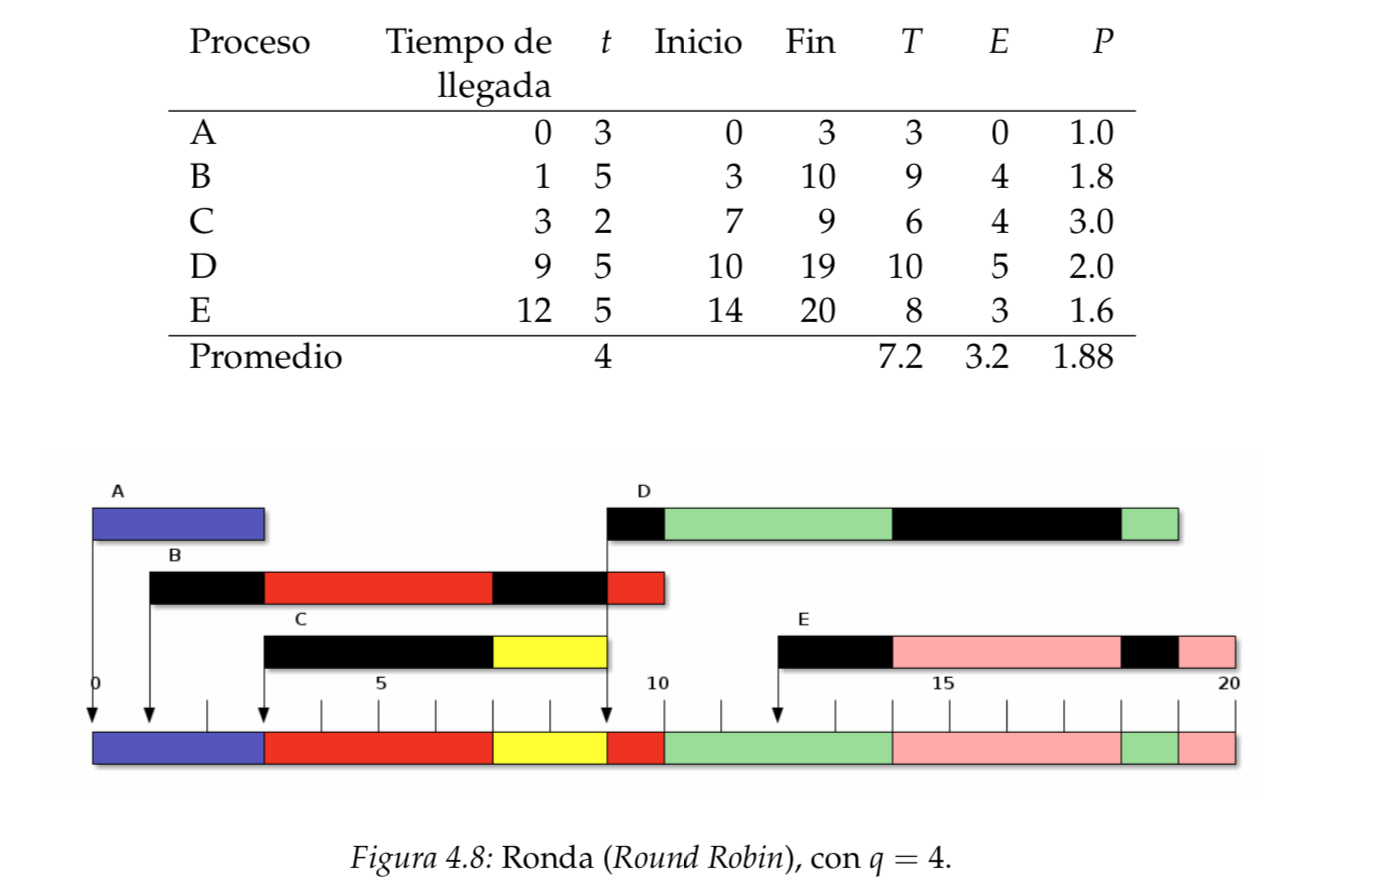 Proceso Tiempo de t Inicio Fin T E P
llegada
A 0 3 0 3 3 0 1.0
B 1 5 3 10 9 4 1.8
C 3 2 7 9 6 4 3.0
D 9 5 10 19 10 5 2.0
E 12 5 14 20 8 3 1.6
Promedio 4 7.2 3.2 1.88
A D
B
C E
0 5 10 15 20
Figura 4.8: Ronda (Round Robin), con q = 4.